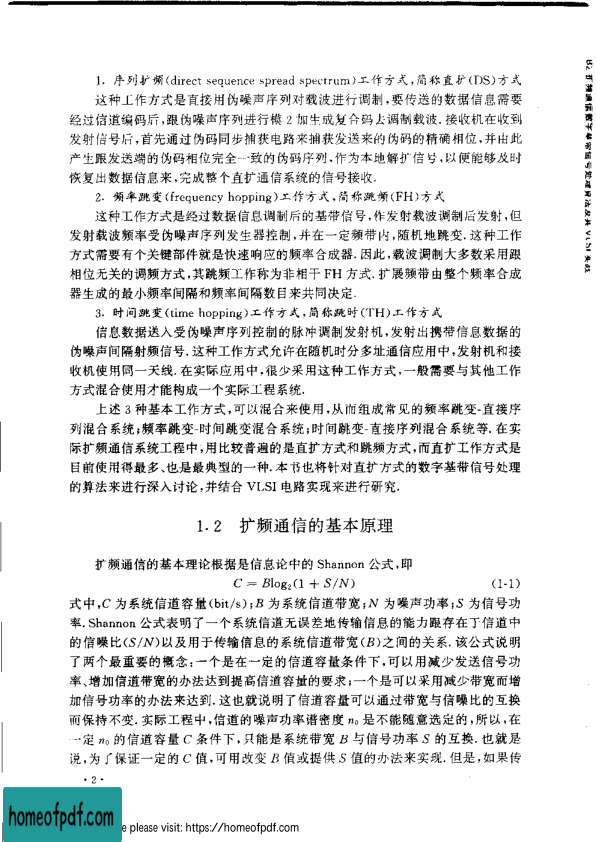 1. 序列扩频(direct sequence spread spectrum)工作方式,简称直扩(DS)方式
这种工作方式是直接用伪噪声序列对载波进行调制,要传送的数据信息需要
经过信道编码后,跟伪噪声序列进行模 2 加生成复合码去调制载波.接收机在收到
发射信号后,首先通过伪码同步捕获电路来捕获发送来的伪码的精确相位,并由此
产生跟发送端的伪码相位完全一致的伪码序列,作为本地解扩信号,以便能够及时
恢复出数据信息来,完成整个直扩通信系统的信号接收.
2. 频率跳变(frequency hopping)工作方式,简称跳频(FH)方式
这种工作方式是经过数据信息调制后的基带信号,作发射载波调制后发射,但
发射载波频率受伪噪声序列发生器控制,并在一定频带内,随机地跳变.这种工作
方式需要有个关键部件就是快速响应的频率合成器.因此,载波调制大多数采用跟
相位无关的调频方式,其跳频工作称为非相干 FH 方式.扩展频带由整个频率合成
器生成的最小频率间隔和频率间隔数目来共同决定.
3. 时间跳变(time hopping)工作方式,简称跳时(TH)工作方式
信息数据送入受伪噪声序列控制的脉冲调制发射机,发射出携带信息数据的
伪噪声间隔射频信号.这种工作方式允许在随机时分多址通信应用中,发射机和接
收机使用同一天线.在实际应用中,很少采用这种工作方式,一般需要与其他工作
方式混合使用才能构成一个实际工程系统.
上述 3 种基本工作方式,可以混合来使用,从而组成常见的频率跳变-直接序
列混合系统;频率跳变-时间跳变混合系统;时间跳变-直接序列混合系统等.在实
际扩频通信系统工程中,用比较普遍的是直扩方式和跳频方式,而直扩工作方式是
目前使用得最多、也是最典型的一种.本书也将针对直扩方式的数字基带信号处理
的算法来进行深入讨论,并结合 VLSI 电路实现来进行研究.
1.2 扩频通信的基本原理
扩频通信的基本理论根据是信息论中的 Shannon 公式,即
C = Blog₂(1 + S/N) (1-1)
式中,C 为系统信道容量(bit/s);B 为系统信道带宽;N 为噪声功率;S 为信号功
率.Shannon 公式表明了一个系统信道无误差地传输信息的能力跟存在于信道中
的信噪比(S/N)以及用于传输信息的系统信道带宽(B)之间的关系.该公式说明
了两个最重要的概念:一个是在一定的信道容量条件下,可以用减少发送信号功
率、增加信道带宽的办法达到提高信道容量的要求;一个是可以采用减少带宽而增
加信号功率的办法来达到.这也就说明了信道容量可以通过带宽与信噪比的互换
而保持不变.实际工程中,信道的噪声功率谱密度 n₀ 是不能随意选定的,所以,在
一定 n₀ 的信道容量 C 条件下,只能是系统带宽 B 与信号功率 S 的互换.也就是
说,为了保证一定的 C 值,可用改变 B 值或提供 S 值的办法来实现.但是,如果传
·2·
homeofpdf.com
e please visit: https://homeofpdf.com